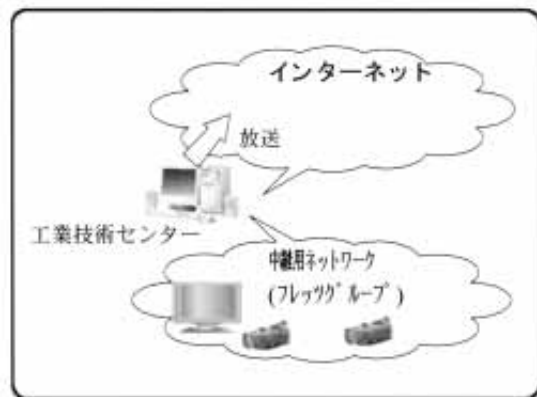 インターネット
放送
工業技術センター
中継用ネットワーク
(フレッツグループ)